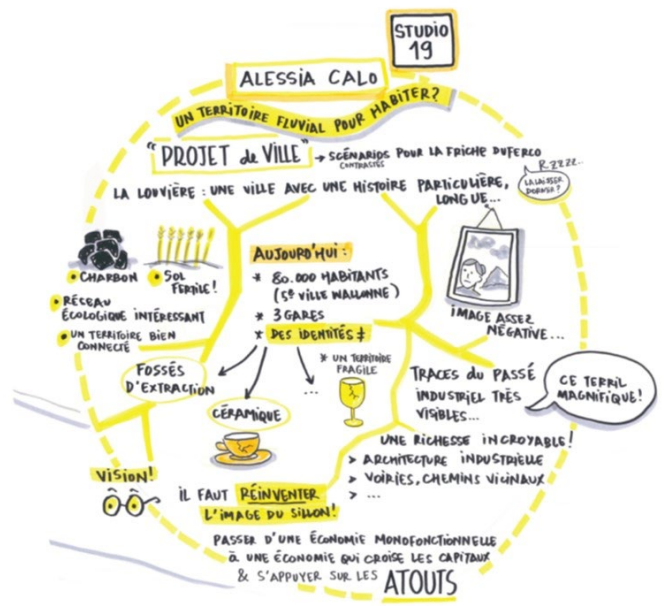 STUDIO
19
ALESSIA CALO
UN TERRITOIRE FLUVIAL POUR HABITER?
"PROJET de VILLE" → SCÉNARIOS POUR LA FRICHE DUFERCO
CONTRASTÉS
R.ZZZZ..
LA LAISSER
DORMIR?
LA LOUVIÈRE : UNE VILLE AVEC UNE HISTOIRE PARTICULIÈRE,
LONGUE...
CHARBON
SOL
FERTILE!
RÉSEAU
ÉCOLOGIQUE INTÉRESSANT
UN TERRITOIRE BIEN
CONNECTÉ
AUJOURD'HUI :
* 80.000 HABITANTS
(5e VILLE WALLONNE)
* 3 GARES
* DES IDENTITÉS ≠
IMAGE ASSEZ
NÉGATIVE...
FOSSÉS
D'EXTRACTION
CÉRAMIQUE
...
* UN TERRITOIRE
FRAGILE
TRACES DU PASSÉ
INDUSTRIEL TRÈS
VISIBLES...
CE TERRIL
MAGNIFIQUE!
UNE RICHESSE INCROYABLE!
> ARCHITECTURE INDUSTRIELLE
> VOIRIES, CHEMINS VICINAUX
> ...
VISION!
IL FAUT RÉINVENTER
L'IMAGE DU SILLON!
PASSER D'UNE ÉCONOMIE MONOFONCTIONNELLE
À UNE ÉCONOMIE QUI CROISE LES CAPITAUX
& S'APPUYER SUR LES ATOUTS